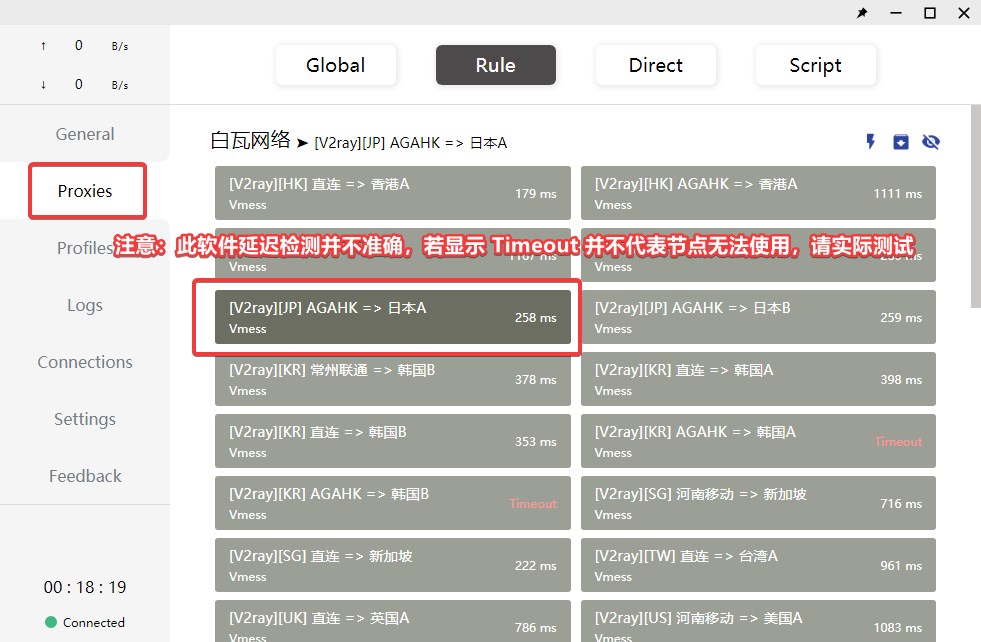 ↑ 0 B/s
↓ 0 B/s
Global
Rule
Direct
Script
General
Proxies
Profiles
Logs
Connections
Settings
Feedback
00 : 18 : 19
Connected
白瓦网络 ➤ [V2ray][JP] AGAHK => 日本A
[V2ray][HK] 直连 => 香港A
Vmess
179 ms
[V2ray][HK] AGAHK => 香港A
Vmess
1111 ms
注意：此软件延迟检测并不准确，若显示 Timeout 并不代表节点无法使用，请实际测试
Vmess
Vmess
[V2ray][JP] AGAHK => 日本A
Vmess
258 ms
[V2ray][JP] AGAHK => 日本B
Vmess
259 ms
[V2ray][KR] 常州联通 => 韩国B
Vmess
378 ms
[V2ray][KR] 直连 => 韩国A
Vmess
398 ms
[V2ray][KR] 直连 => 韩国B
Vmess
353 ms
[V2ray][KR] AGAHK => 韩国A
Vmess
Timeout
[V2ray][KR] AGAHK => 韩国B
Vmess
Timeout
[V2ray][SG] 河南移动 => 新加坡
Vmess
716 ms
[V2ray][SG] 直连 => 新加坡
Vmess
222 ms
[V2ray][TW] 直连 => 台湾A
Vmess
961 ms
[V2ray][UK] 直连 => 英国A
Vmess
786 ms
[V2ray][US] 河南移动 => 美国A
Vmess
1083 ms